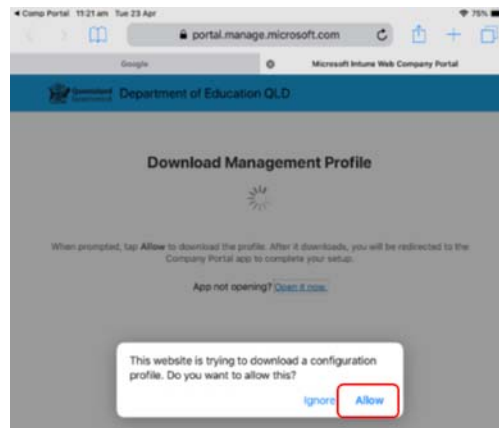 Comp Portal 11:21 am Tue 23 Apr 75%
portal.manage.microsoft.com
Google Microsoft Intune Web Company Portal
Queensland Government Department of Education QLD
Download Management Profile
When prompted, tap Allow to download the profile. After it downloads, you will be redirected to the
Company Portal app to complete your setup.
App not opening? Open it now.
This website is trying to download a configuration
profile. Do you want to allow this?
Ignore Allow